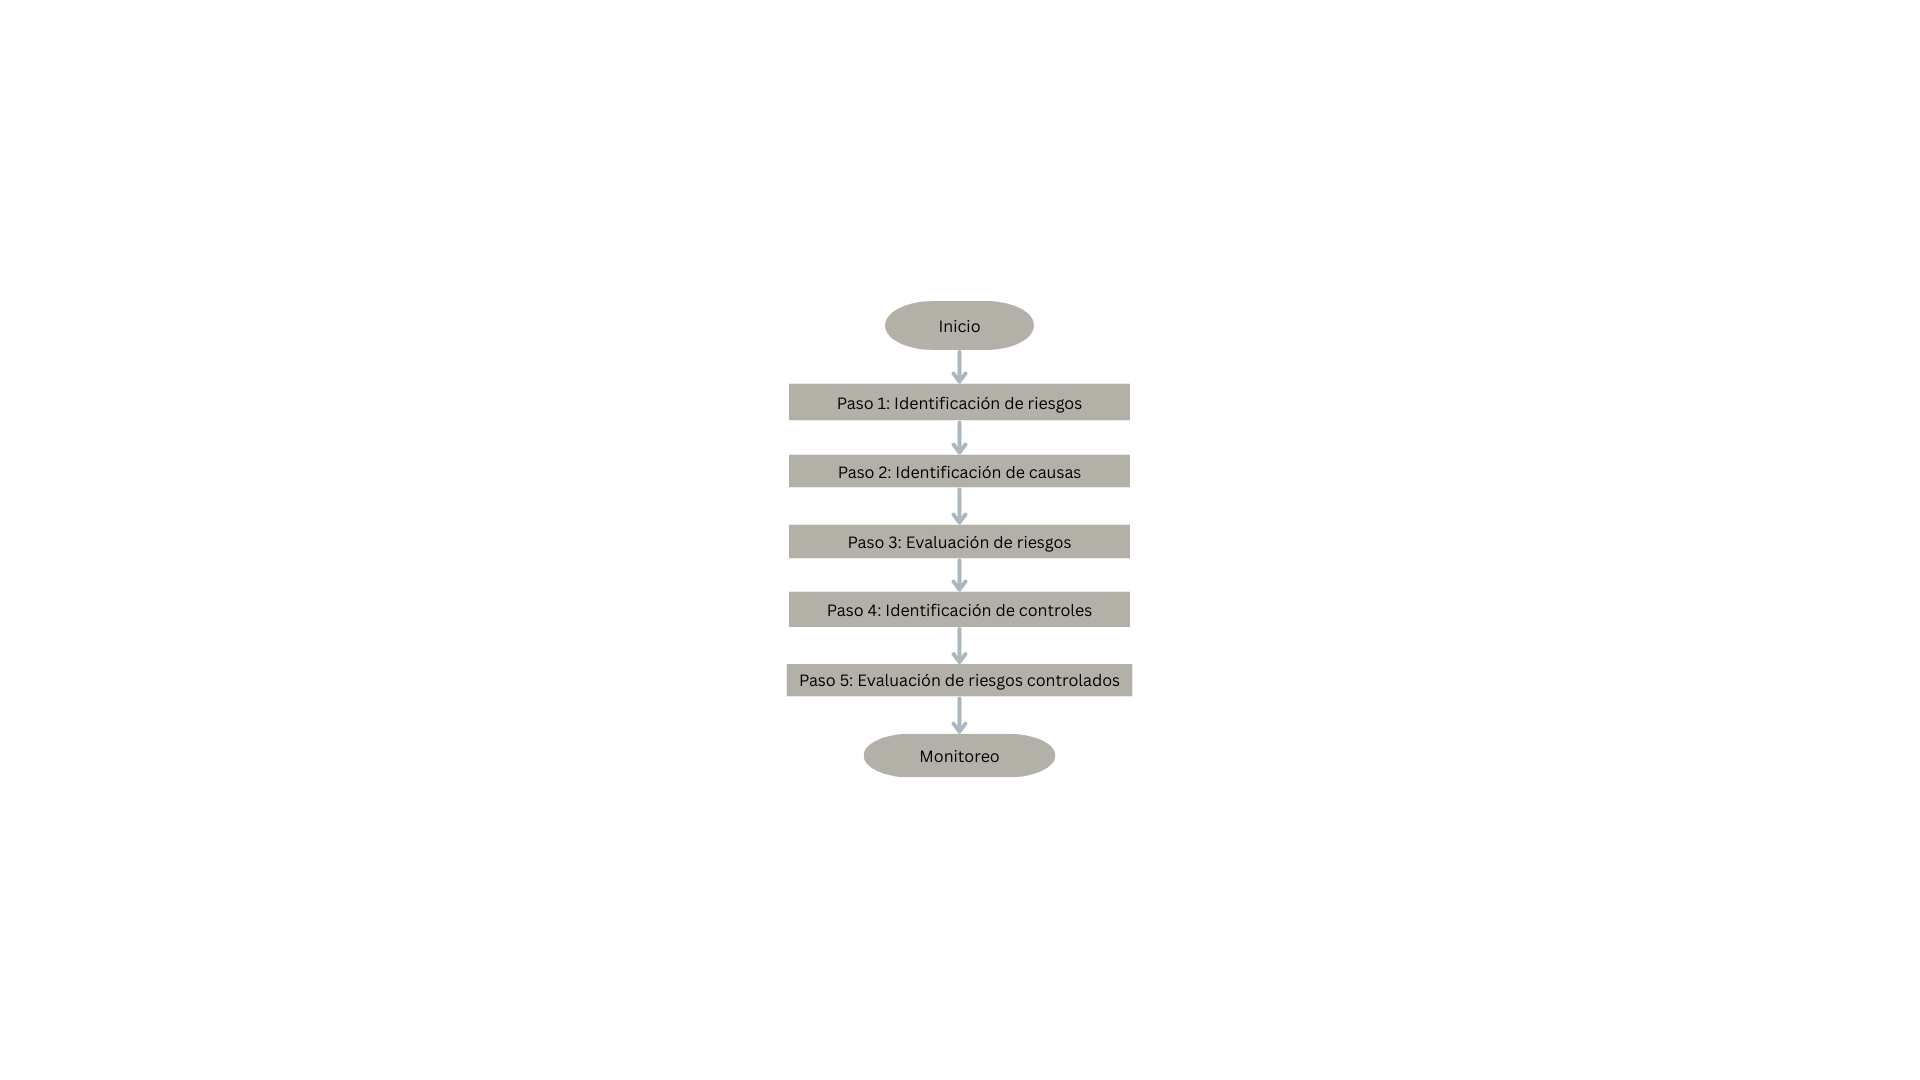 Inicio
Paso 1: Identificación de riesgos
Paso 2: Identificación de causas
Paso 3: Evaluación de riesgos
Paso 4: Identificación de controles
Paso 5: Evaluación de riesgos controlados
Monitoreo